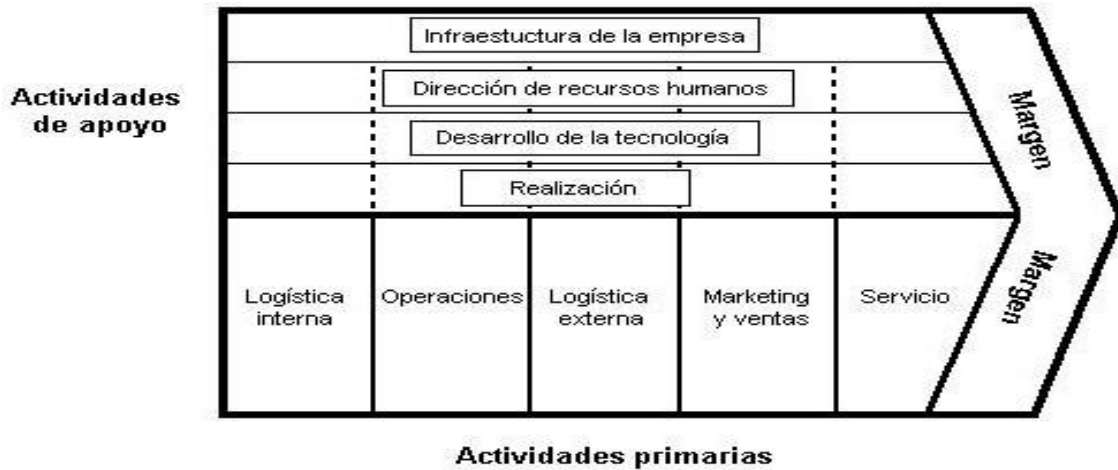 Infraestuctura de la empresa
Dirección de recursos humanos
Desarrollo de la tecnología
Realización
Actividades
de apoyo
Margen
Margen
Logística
interna
Operaciones
Logística
externa
Marketing
y ventas
Servicio
Actividades primarias